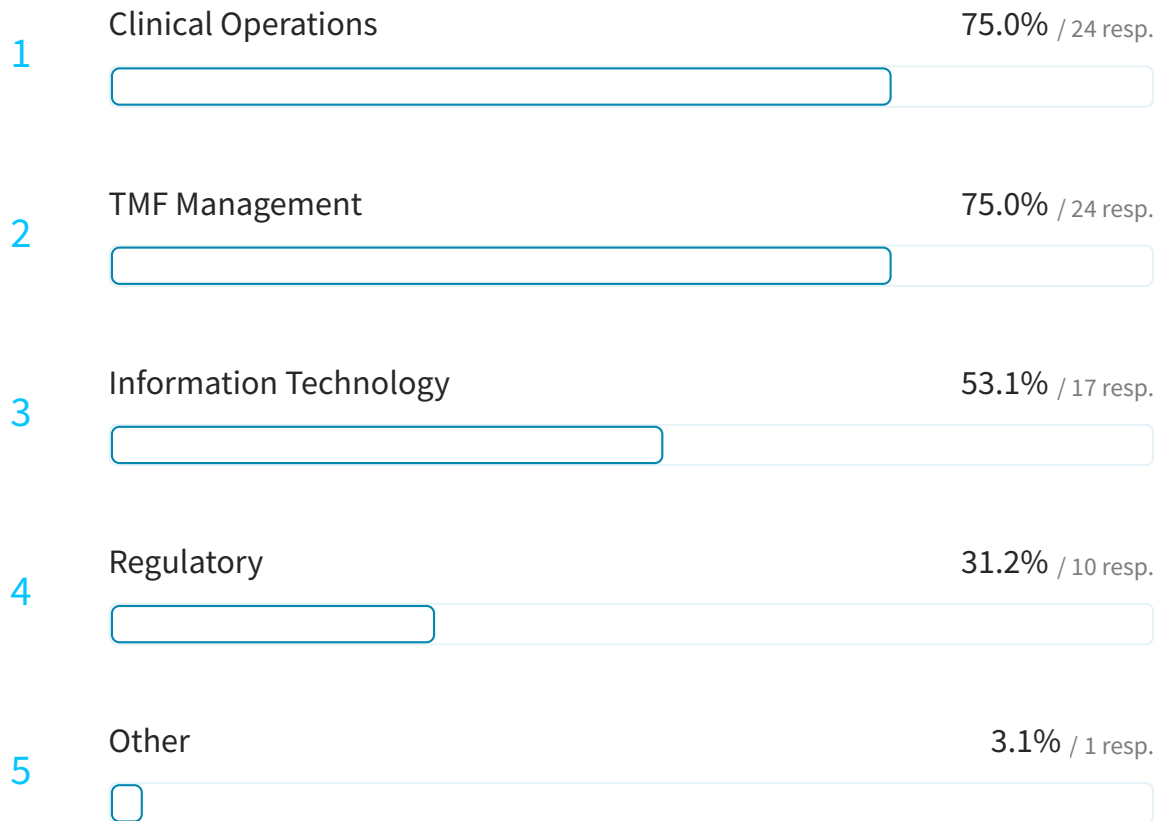 1 Clinical Operations 75.0% / 24 resp.
2 TMF Management 75.0% / 24 resp.
3 Information Technology 53.1% / 17 resp.
4 Regulatory 31.2% / 10 resp.
5 Other 3.1% / 1 resp.